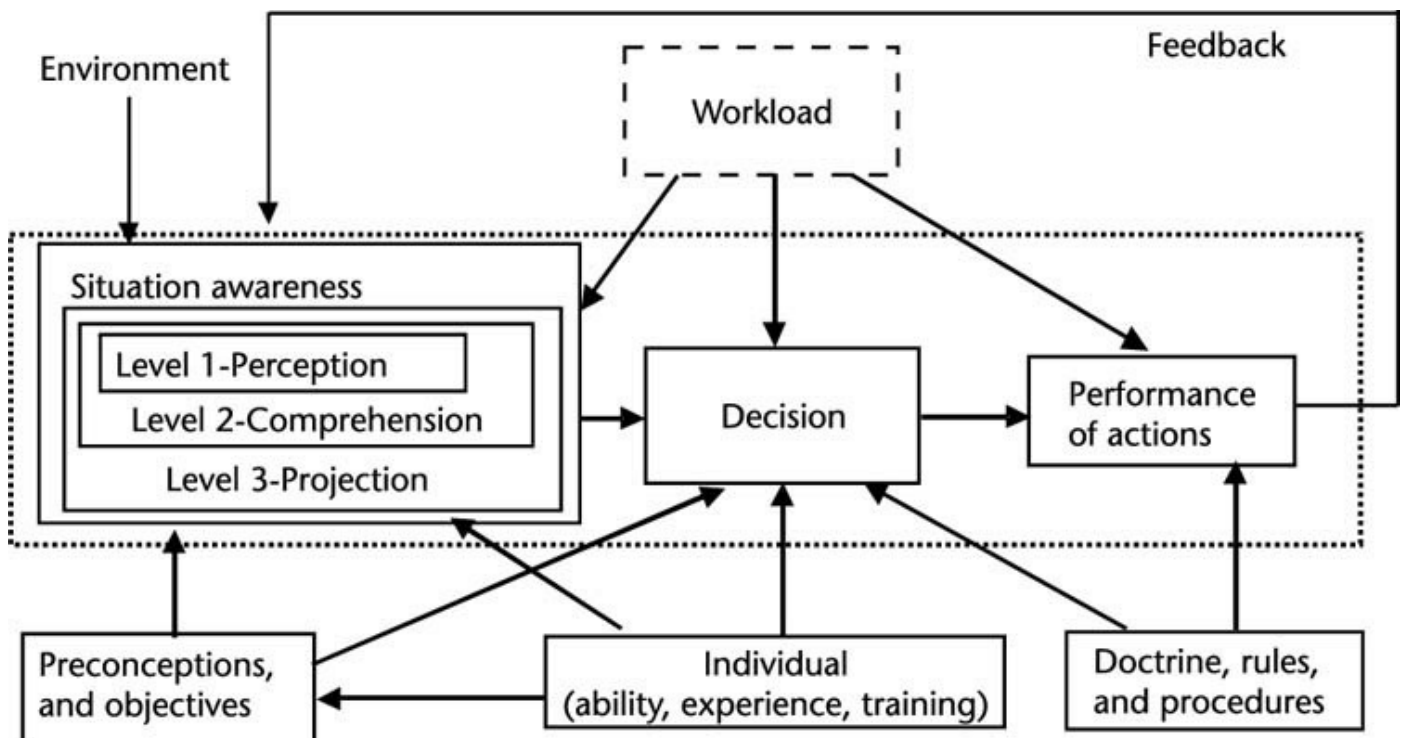 Feedback
Environment
Workload
Situation awareness
Level 1-Perception
Level 2-Comprehension
Level 3-Projection
Decision
Performance
of actions
Preconceptions,
and objectives
Individual
(ability, experience, training)
Doctrine, rules,
and procedures